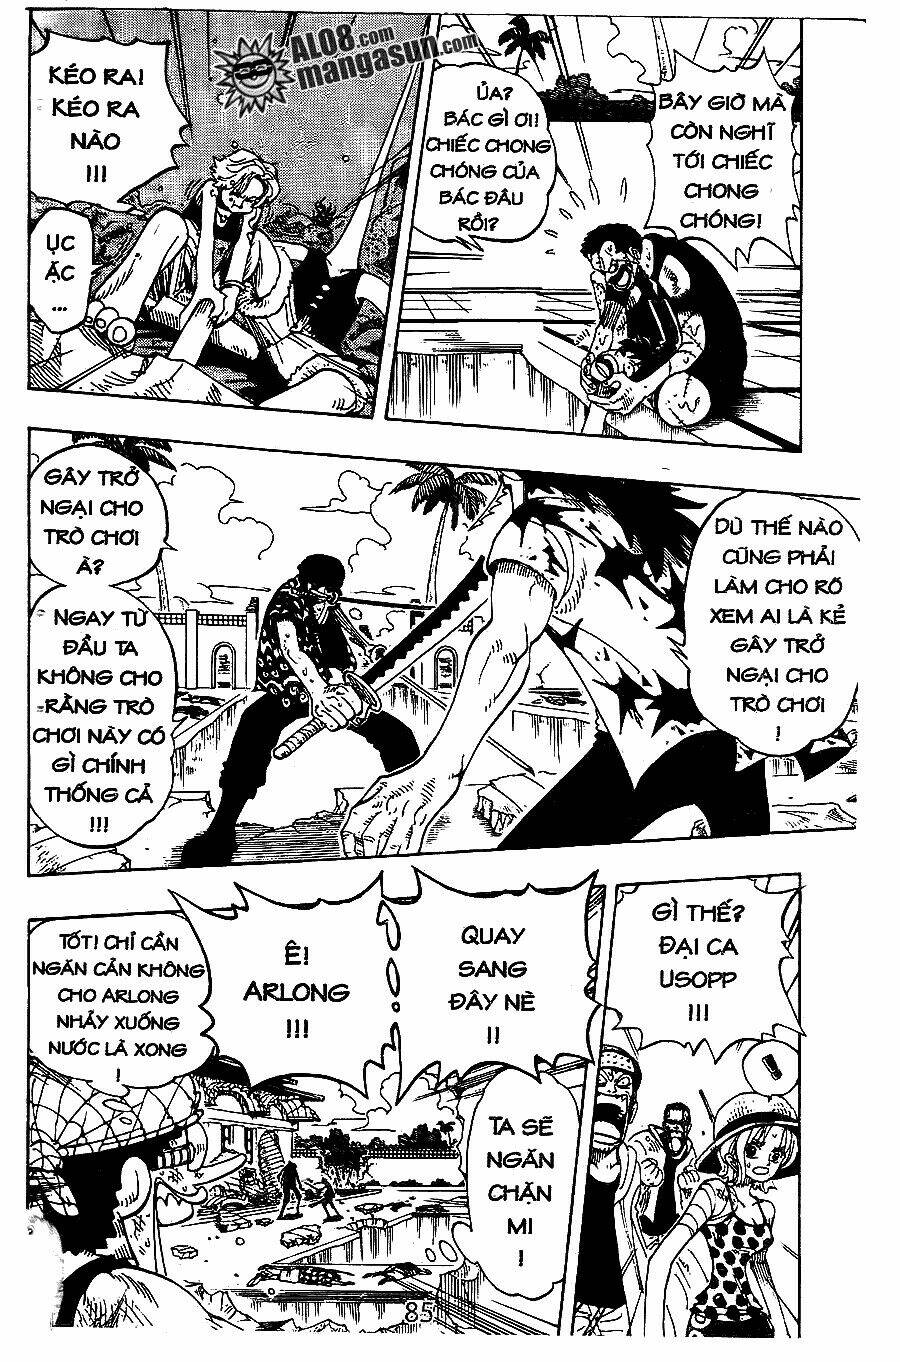 AL08.com
mangasun.com
KÉO RA!
KÉO RA
NÀO
!!!
ỤC
ẶC
...
ỦA?
BÁC GÌ ƠI!
CHIẾC CHONG
CHÓNG CỦA
BÁC ĐÂU
RỒI?
BÂY GIỜ MÀ
CÒN NGHĨ
TỚI CHIẾC
CHONG
CHÓNG!
GÂY TRỞ
NGẠI CHO
TRÒ CHƠI
À?
NGAY TỪ
ĐẦU TA
KHÔNG CHO
RẰNG TRÒ
CHƠI NÀY CÓ
GÌ CHÍNH
THỐNG CẢ
!!!
DÙ THẾ NÀO
CŨNG PHẢI
LÀM CHO RÕ
XEM AI LÀ KẺ
GÂY TRỞ
NGẠI CHO
TRÒ CHƠI
!
TỐT! CHỈ CẦN
NGĂN CẢN KHÔNG
CHO ARLONG
NHẢY XUỐNG
NƯỚC LÀ XONG
!
Ê!
ARLONG
!!!
QUAY
SANG
ĐÂY NÈ
!!
TA SẼ
NGĂN
CHẶN
MI
!
GÌ THẾ?
ĐẠI CA
USOPP
!!!
!
85